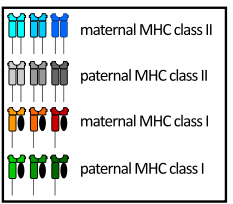 maternal MHC class II
paternal MHC class II
maternal MHC class I
paternal MHC class I